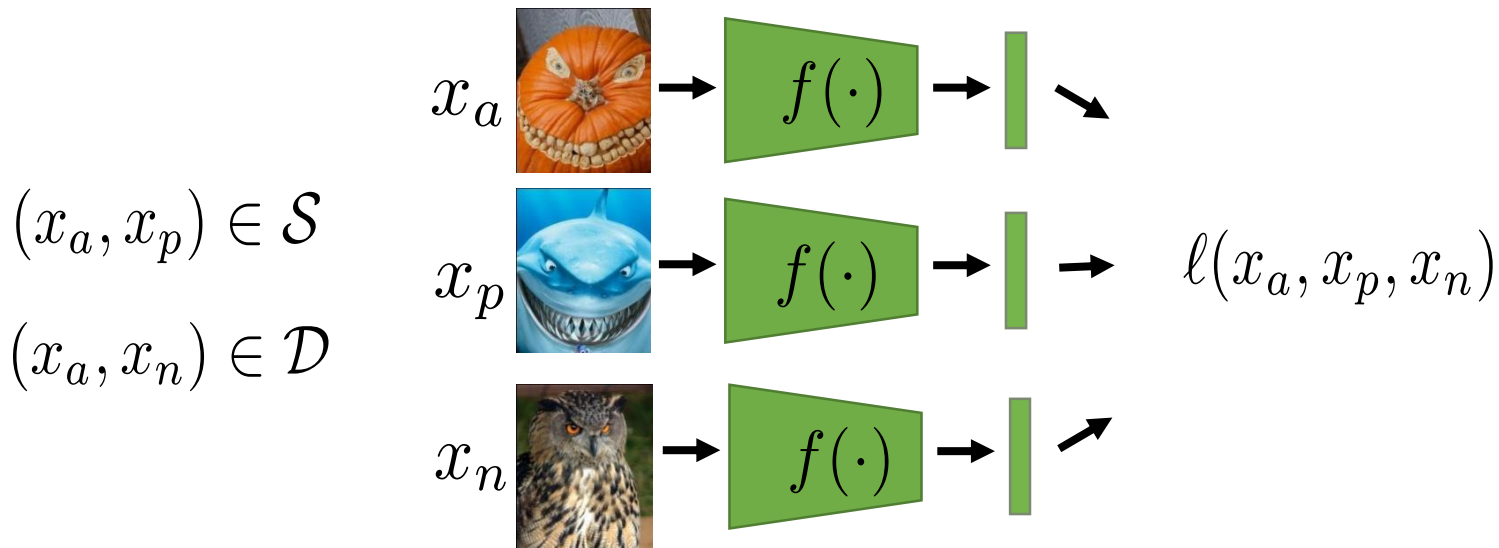 (x_a, x_p) ∈ 𝒮
(x_a, x_n) ∈ 𝒟
x_a
f(·)
x_p
f(·)
x_n
f(·)
ℓ(x_a, x_p, x_n)